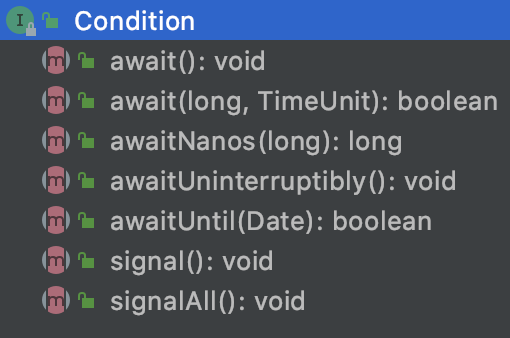 I Condition
m await(): void
m await(long, TimeUnit): boolean
m awaitNanos(long): long
m awaitUninterruptibly(): void
m awaitUntil(Date): boolean
m signal(): void
m signalAll(): void